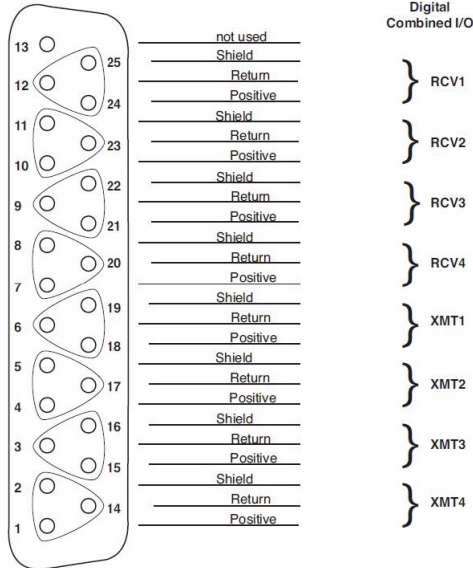 Digital
Combined I/O
13 not used
25 Shield
12 Return RCV1
24 Positive
11 Shield
23 Return RCV2
10 Positive
22 Shield
9 Return RCV3
21 Positive
8 Shield
20 Return RCV4
7 Positive
19 Shield
6 Return XMT1
18 Positive
5 Shield
17 Return XMT2
4 Positive
16 Shield
3 Return XMT3
15 Positive
2 Shield
14 Return XMT4
1 Positive